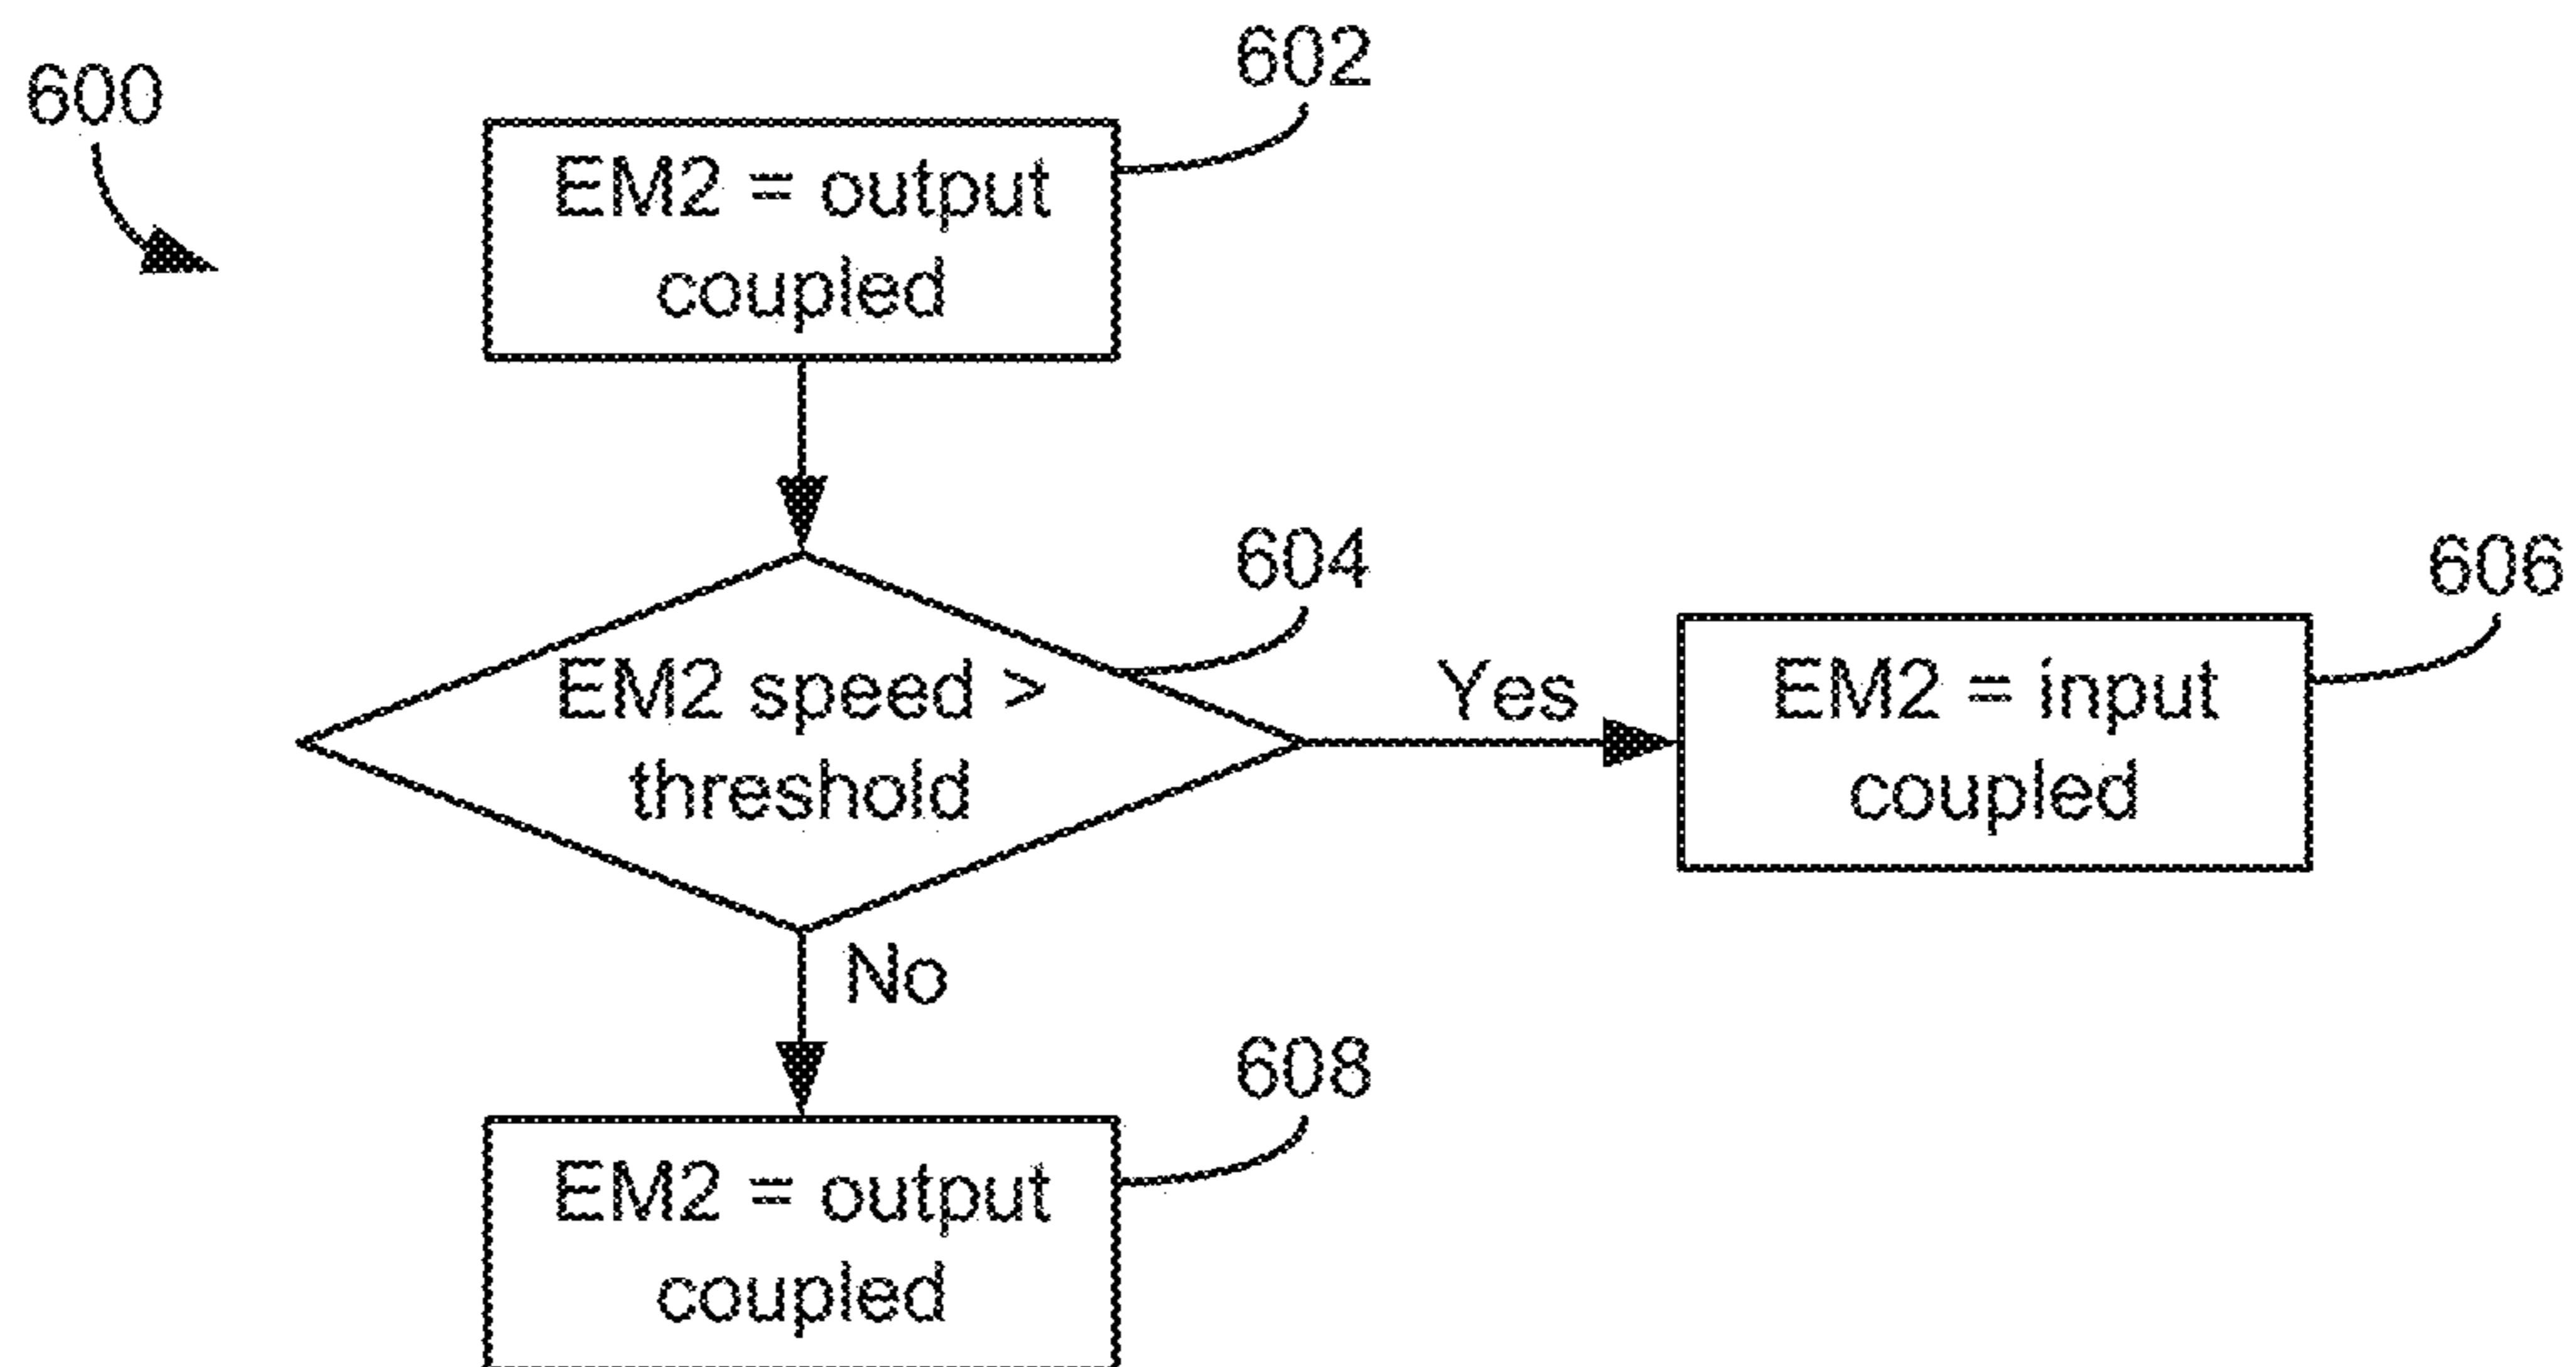 600
602
EM2 = output
coupled
604
EM2 speed >
threshold
Yes
606
EM2 = input
coupled
No
608
EM2 = output
coupled